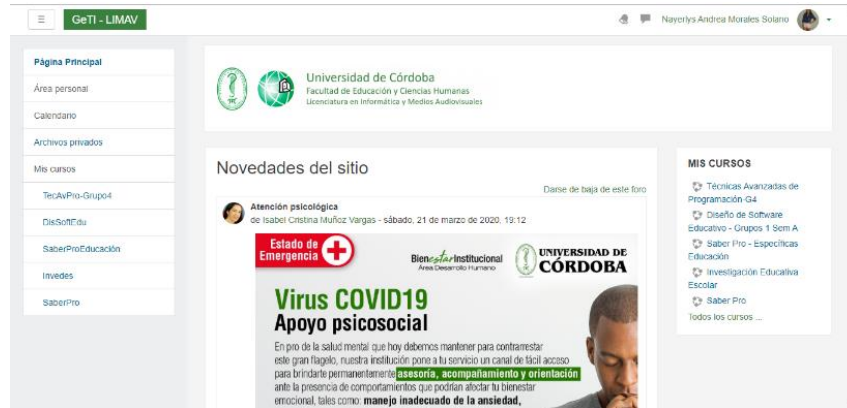 GeTI - LIMAV
Nayerlys Andrea Morales Solano
Página Principal
Área personal
Calendario
Archivos privados
Mis cursos
TecAvPro-Grupo4
DisSoftEdu
SaberProEducación
Invedes
SaberPro
Universidad de Córdoba
Facultad de Educación y Ciencias Humanas
Licenciatura en Informática y Medios Audiovisuales
Novedades del sitio
Darse de baja de este foro
Atención psicológica
de Isabel Cristina Muñoz Vargas - sábado, 21 de marzo de 2020, 19:12
Estado de
Emergencia
Bienestar Institucional
Área Desarrollo Humano
UNIVERSIDAD DE
CÓRDOBA
Virus COVID19
Apoyo psicosocial
En pro de la salud mental que hoy debemos mantener para contrarrestar
este gran flagelo, nuestra institución pone a tu servicio un canal de fácil acceso
para brindarte permanentemente asesoría, acompañamiento y orientación
ante la presencia de comportamientos que podrían afectar tu bienestar
emocional, tales como: manejo inadecuado de la ansiedad,
MIS CURSOS
Técnicas Avanzadas de
Programación-G4
Diseño de Software
Educativo - Grupos 1 Sem A
Saber Pro - Específicas
Educación
Investigación Educativa
Escolar
Saber Pro
Todos los cursos ...